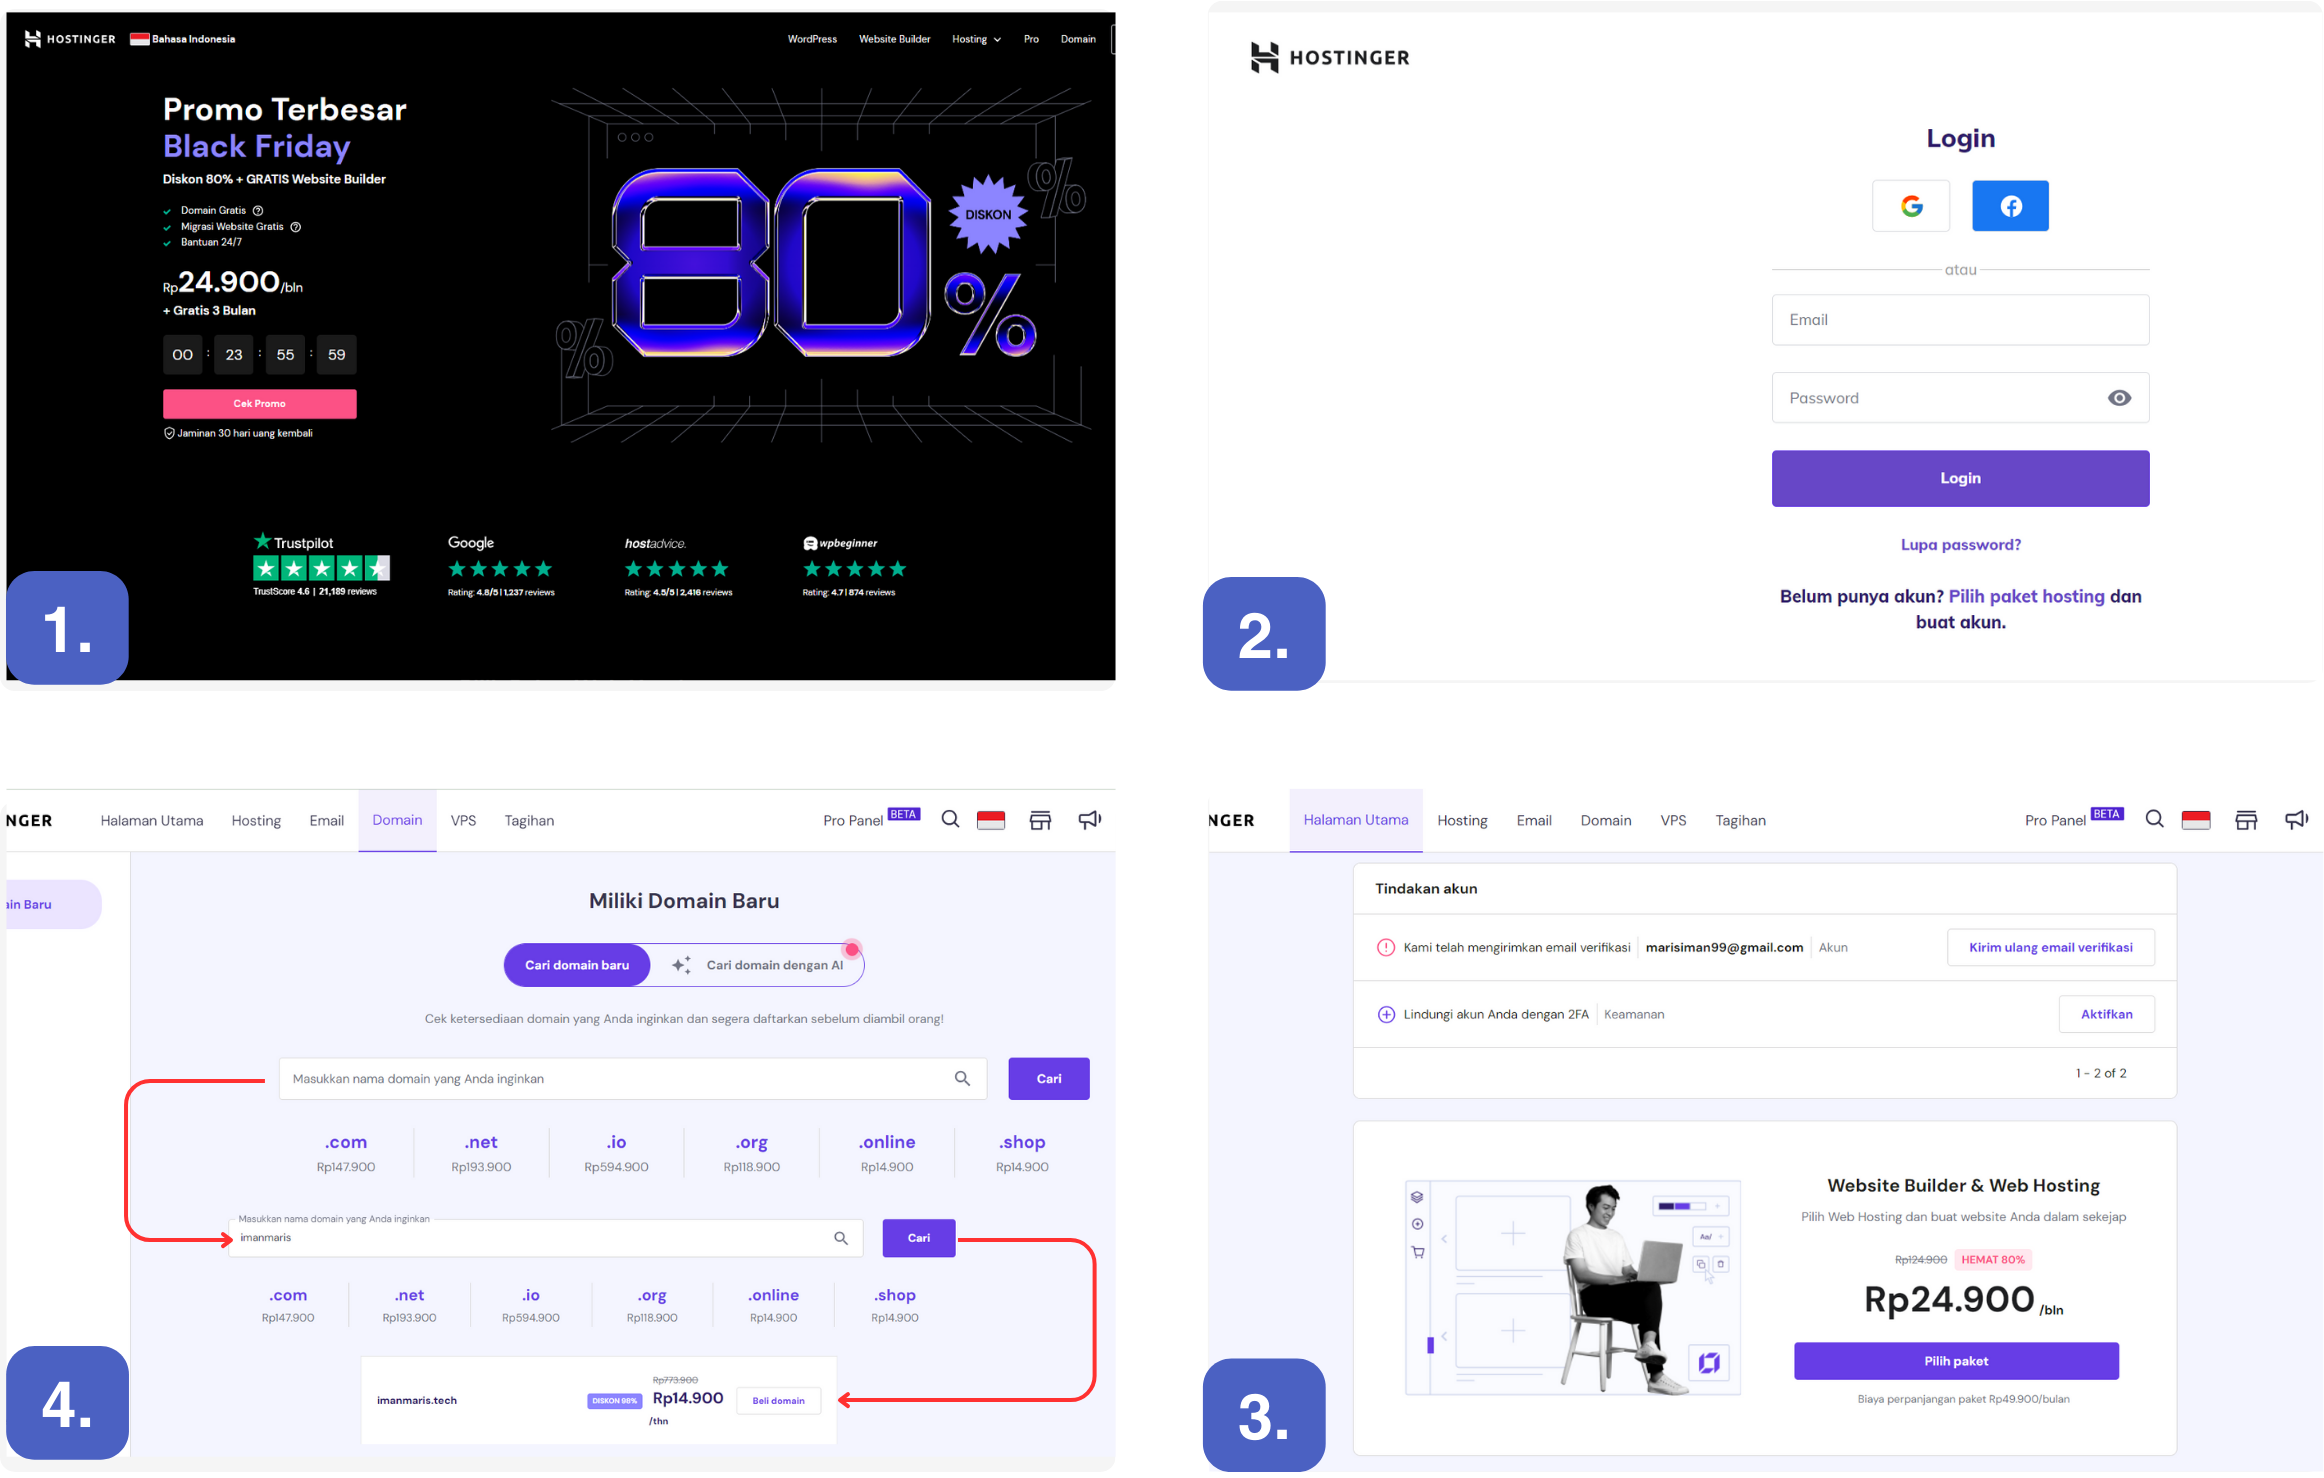 HOSTINGER Bahasa Indonesia
WordPress Website Builder Hosting Pro Domain
Promo Terbesar
Black Friday
Diskon 80% + GRATIS Website Builder
Domain Gratis
Migrasi Website Gratis
Bantuan 24/7
Rp24.900/bln
+ Gratis 3 Bulan
00 : 23 : 55 : 59
Cek Promo
Jaminan 30 hari uang kembali
80%
DISKON
%
%
Trustpilot
TrustScore 4.6 | 21,189 reviews
Google
Rating: 4.8/5 | 1,237 reviews
hostadvice.
Rating: 4.5/5 | 2,416 reviews
wpbeginner
Rating: 4.7 | 874 reviews
1.
HOSTINGER
Login
atau
Email
Password
Login
Lupa password?
Belum punya akun? Pilih paket hosting dan
buat akun.
2.
NGER Halaman Utama Hosting Email Domain VPS Tagihan Pro Panel BETA
Tindakan akun
Kami telah mengirimkan email verifikasi marisiman99@gmail.com Akun Kirim ulang email verifikasi
Lindungi akun Anda dengan 2FA Keamanan Aktifkan
1 - 2 of 2
Aa/
Website Builder & Web Hosting
Pilih Web Hosting dan buat website Anda dalam sekejap
Rp124.900 HEMAT 80%
Rp24.900 /bln
Pilih paket
Biaya perpanjangan paket Rp49.900/bulan
3.
NGER Halaman Utama Hosting Email Domain VPS Tagihan Pro Panel BETA
ain Baru
Miliki Domain Baru
Cari domain baru Cari domain dengan AI
Cek ketersediaan domain yang Anda inginkan dan segera daftarkan sebelum diambil orang!
Masukkan nama domain yang Anda inginkan Cari
.com .net .io .org .online .shop
Rp147.900 Rp193.900 Rp594.900 Rp118.900 Rp14.900 Rp14.900
Masukkan nama domain yang Anda inginkan
imanmaris Cari
.com .net .io .org .online .shop
Rp147.900 Rp193.900 Rp594.900 Rp118.900 Rp14.900 Rp14.900
Rp773.900
imanmaris.tech DISKON 98% Rp14.900 Beli domain
/thn
4.